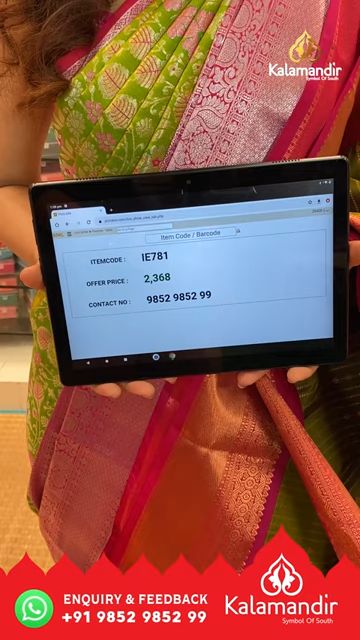 Kalamandir
Symbol Of South
Item Code / Barcode
ITEMCODE : IE781
OFFER PRICE : 2,368
CONTACT NO : 9852 9852 99
ENQUIRY & FEEDBACK
+91 9852 9852 99
Kalamandir
Symbol Of South